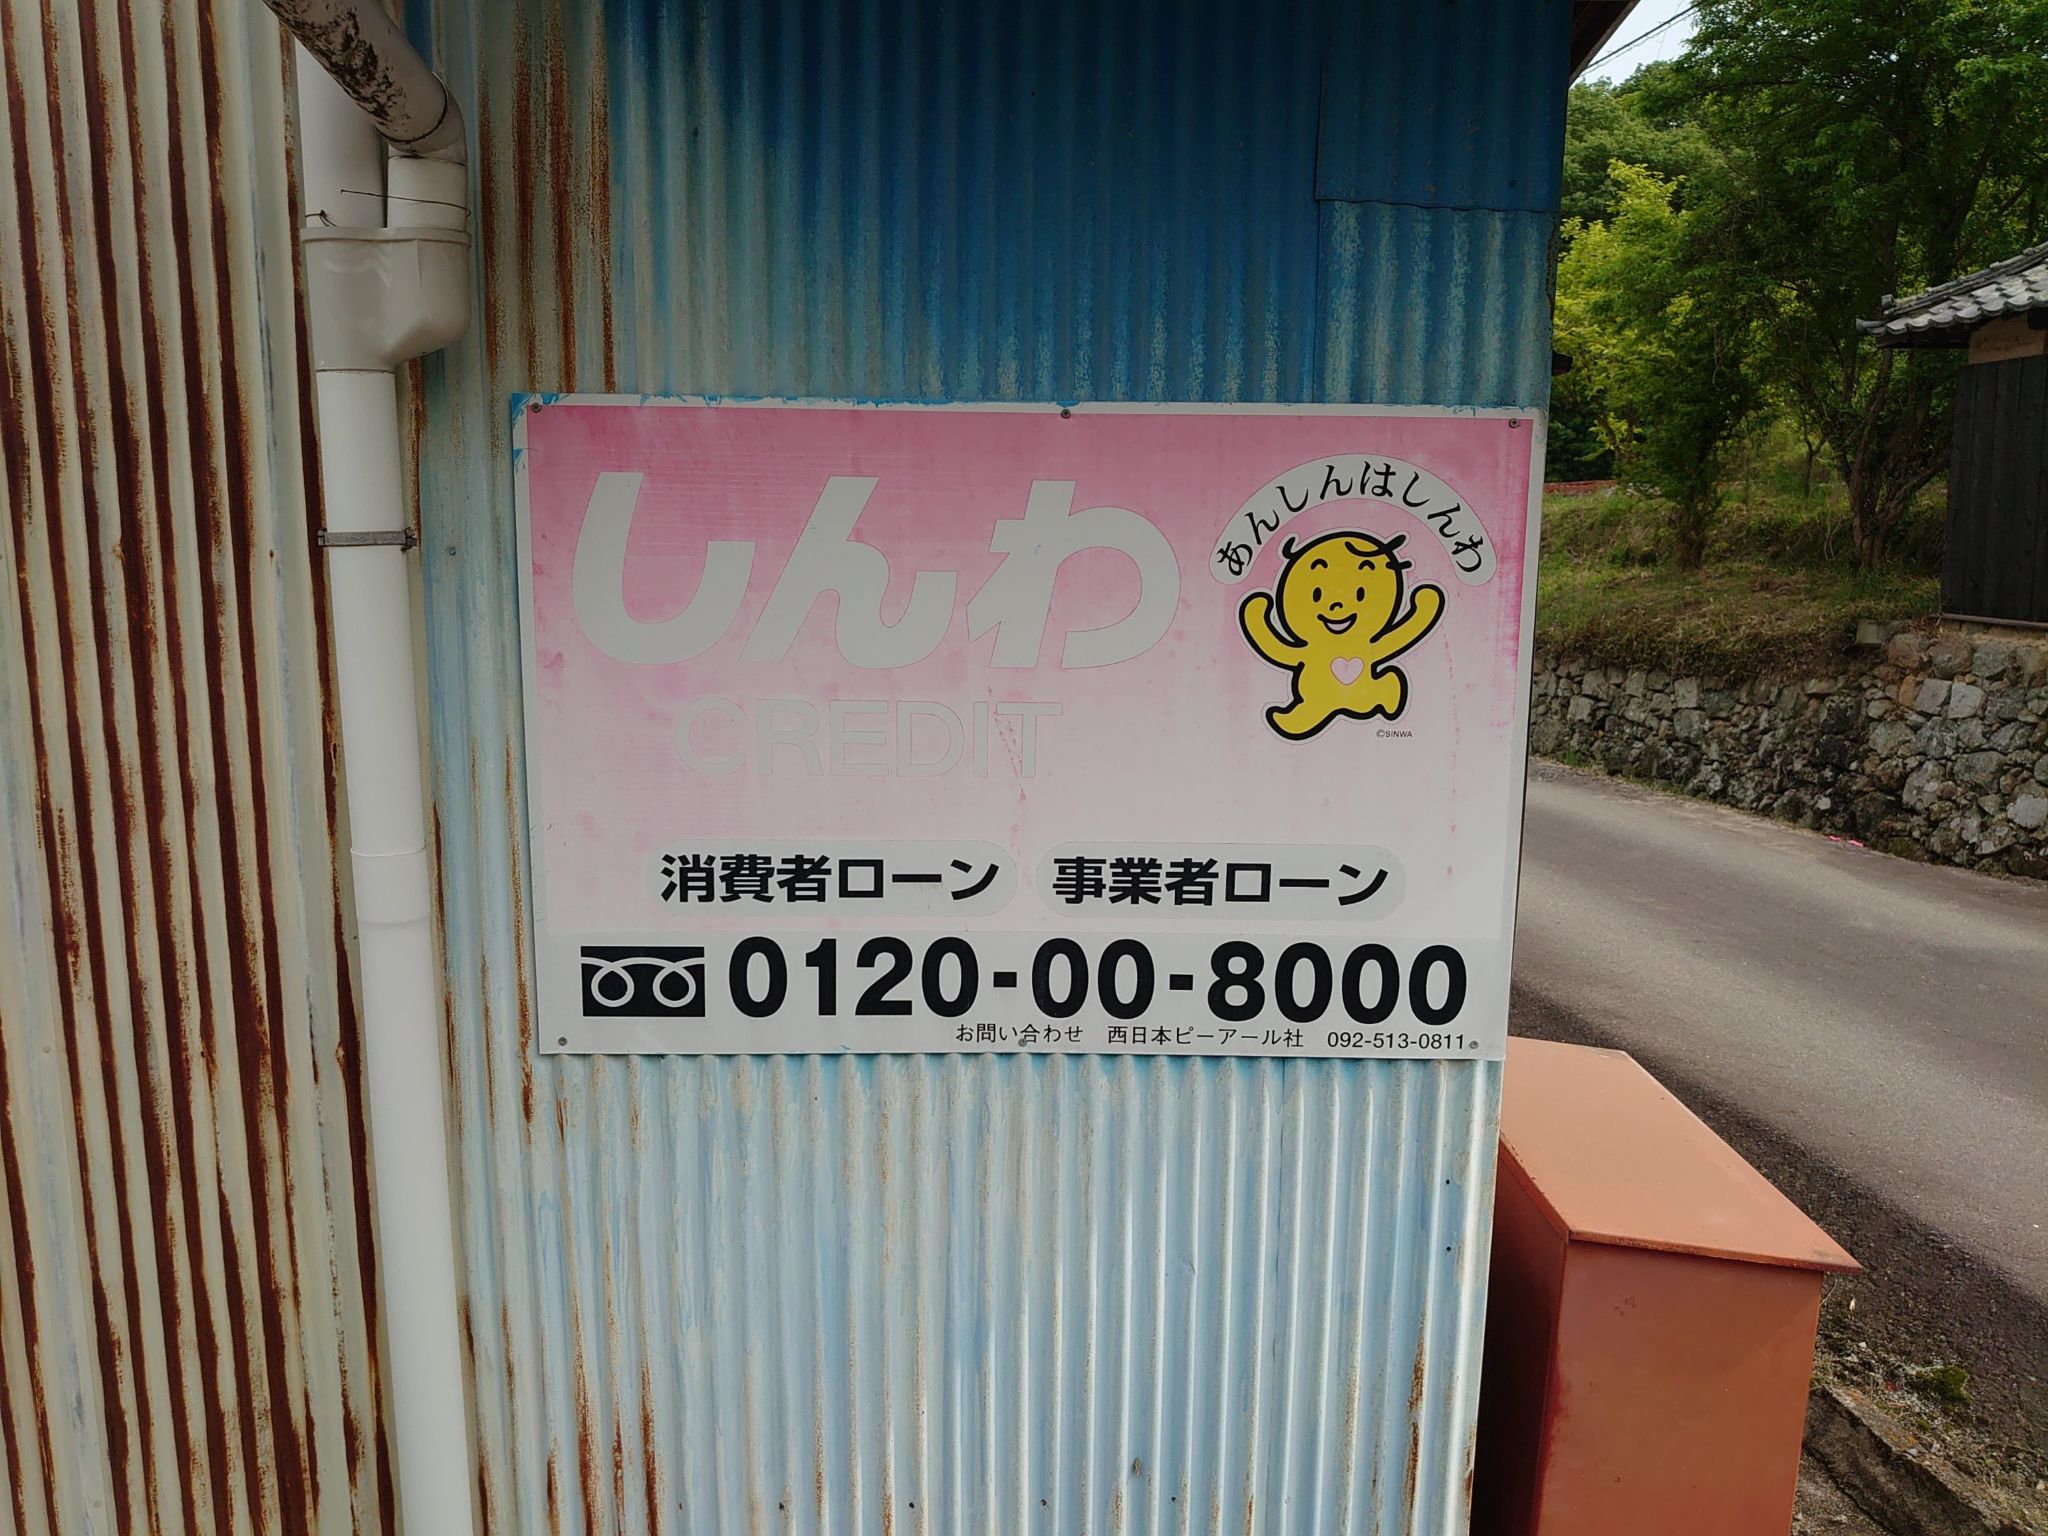 しんわ
CREDIT
あんしんはしんわ
©SINWA
消費者ローン 事業者ローン
0120-00-8000
お問い合わせ 西日本ピーアール社 092-513-0811